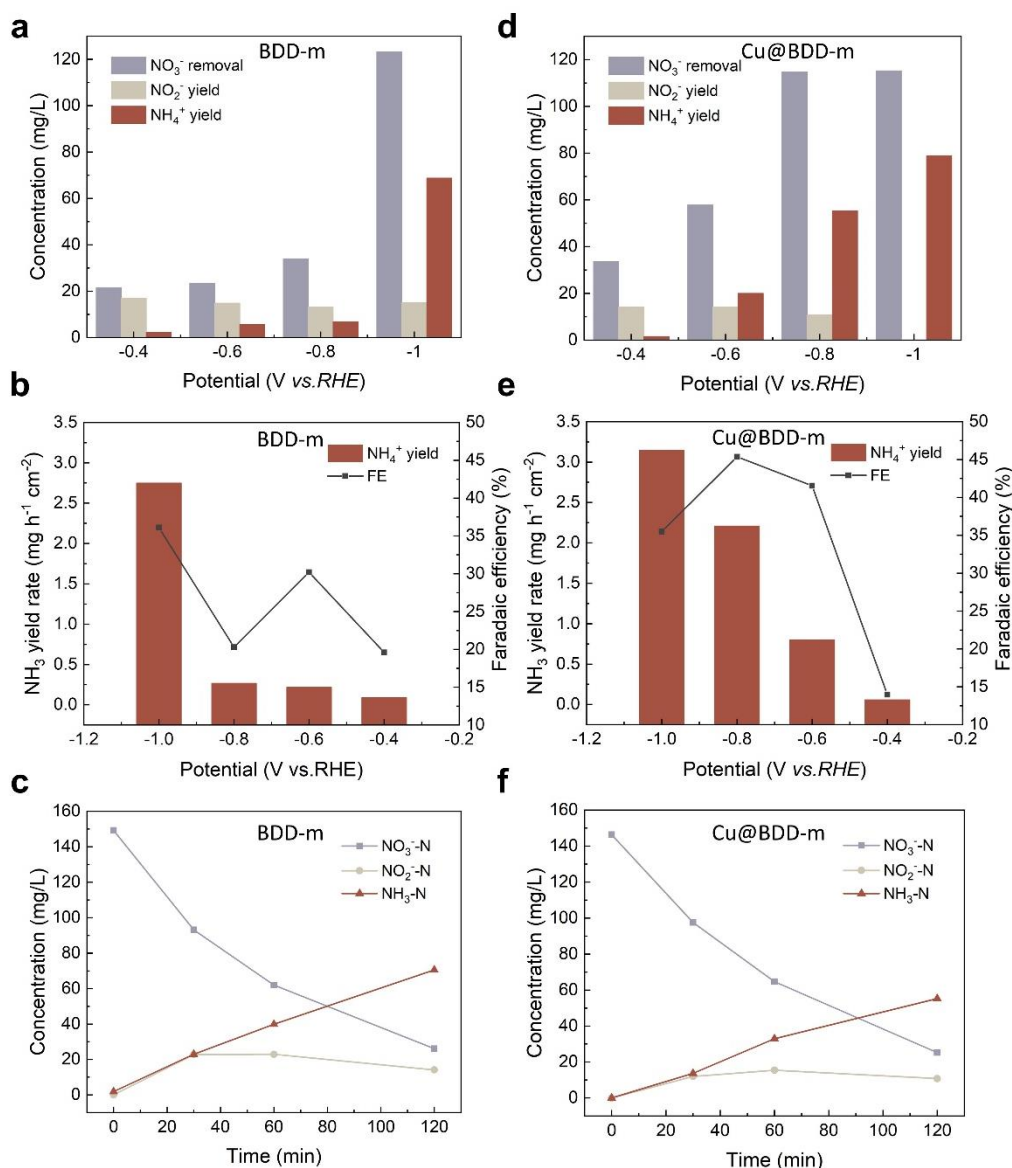 a
BDD-m
NO₃⁻ removal
NO₂⁻ yield
NH₄⁺ yield
Concentration (mg/L)
120
100
80
60
40
20
0
-0.4 -0.6 -0.8 -1
Potential (V vs.RHE)
d
Cu@BDD-m
NO₃⁻ removal
NO₂⁻ yield
NH₄⁺ yield
Concentration (mg/L)
120
100
80
60
40
20
0
-0.4 -0.6 -0.8 -1
Potential (V vs.RHE)
b
BDD-m
NH₄⁺ yield
FE
NH₃ yield rate (mg h⁻¹ cm⁻²)
3.5
3.0
2.5
2.0
1.5
1.0
0.5
0.0
Faradaic efficiency (%)
50
45
40
35
30
25
20
15
10
-1.2 -1.0 -0.8 -0.6 -0.4 -0.2
Potential (V vs.RHE)
e
Cu@BDD-m
NH₄⁺ yield
FE
NH₃ yield rate (mg h⁻¹ cm⁻²)
3.5
3.0
2.5
2.0
1.5
1.0
0.5
0.0
Faradaic efficiency (%)
50
45
40
35
30
25
20
15
10
-1.2 -1.0 -0.8 -0.6 -0.4 -0.2
Potential (V vs.RHE)
c
BDD-m
NO₃⁻-N
NO₂⁻-N
NH₃-N
Concentration (mg/L)
160
140
120
100
80
60
40
20
0
0 20 40 60 80 100 120
Time (min)
f
Cu@BDD-m
NO₃⁻-N
NO₂⁻-N
NH₃-N
Concentration (mg/L)
160
140
120
100
80
60
40
20
0
0 20 40 60 80 100 120
Time (min)